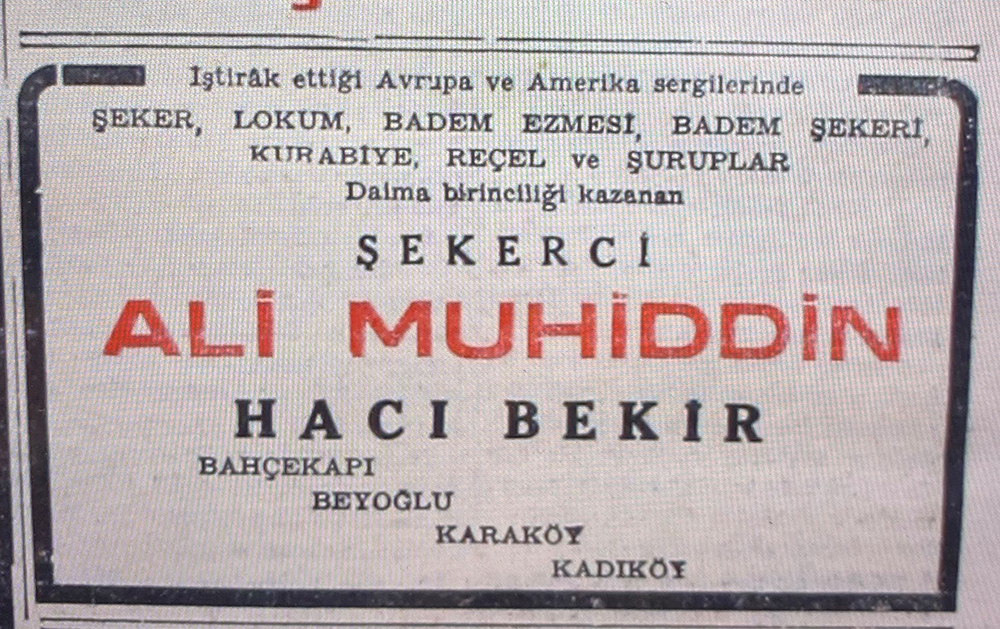 İştirâk ettiği Avrupa ve Amerika sergilerinde
ŞEKER, LOKUM, BADEM EZMESİ, BADEM ŞEKERİ,
KURABİYE, REÇEL ve ŞURUPLAR
Daima birinciliği kazanan
ŞEKERCİ
ALİ MUHİDDİN
HACI BEKİR
BAHÇEKAPI
BEYOĞLU
KARAKÖY
KADIKÖY